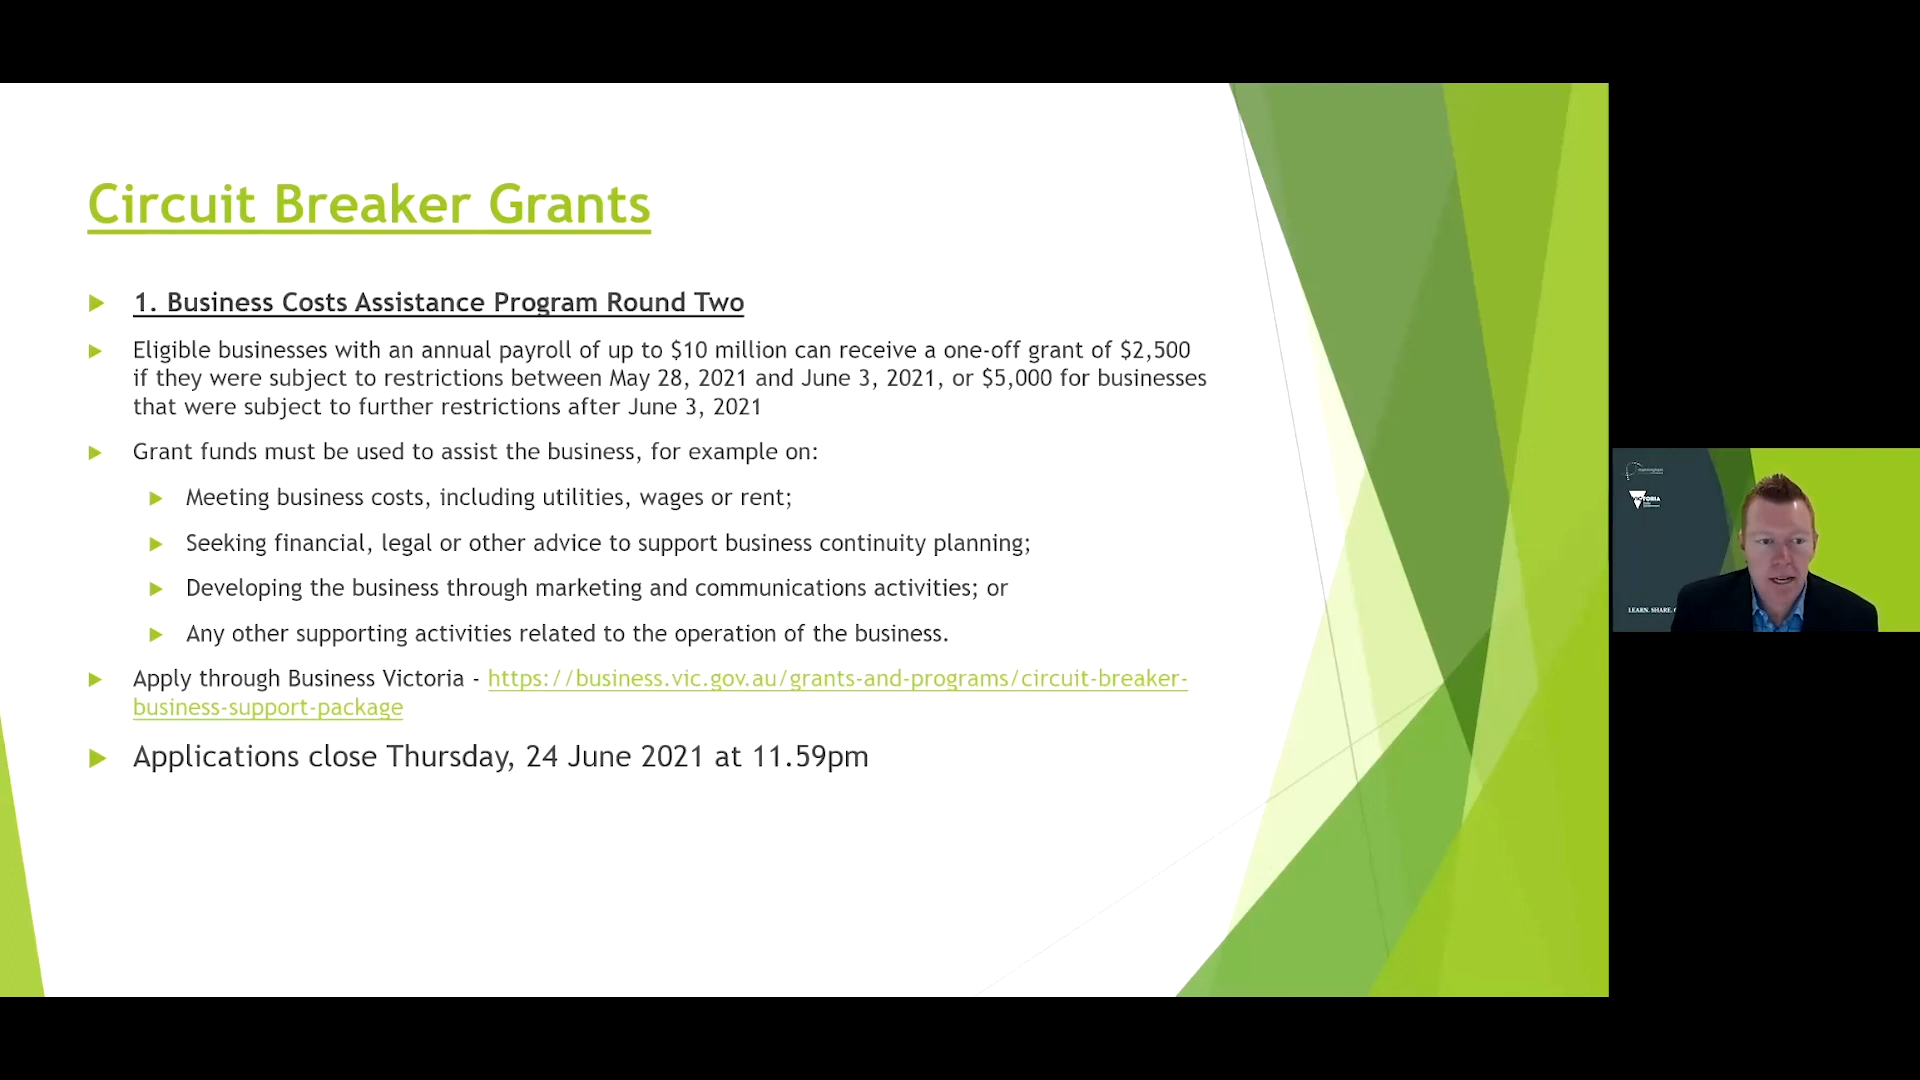 Circuit Breaker Grants
1. Business Costs Assistance Program Round Two
Eligible businesses with an annual payroll of up to $10 million can receive a one-off grant of $2,500
if they were subject to restrictions between May 28, 2021 and June 3, 2021, or $5,000 for businesses
that were subject to further restrictions after June 3, 2021
Grant funds must be used to assist the business, for example on:
Meeting business costs, including utilities, wages or rent;
Seeking financial, legal or other advice to support business continuity planning;
Developing the business through marketing and communications activities; or
Any other supporting activities related to the operation of the business.
Apply through Business Victoria - https://business.vic.gov.au/grants-and-programs/circuit-breaker-
business-support-package
Applications close Thursday, 24 June 2021 at 11.59pm
VICTORIA
LEARN. SHARE.